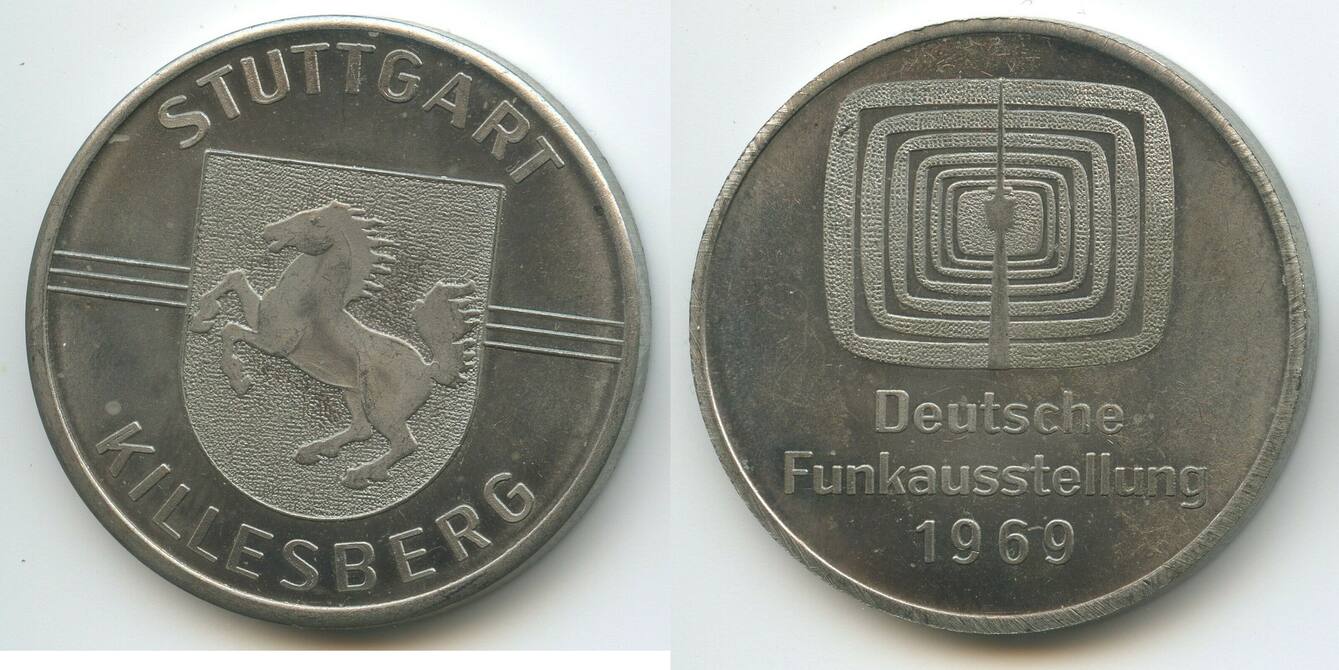 STUTTGART
KILLESBERG
Deutsche
Funkausstellung
1969